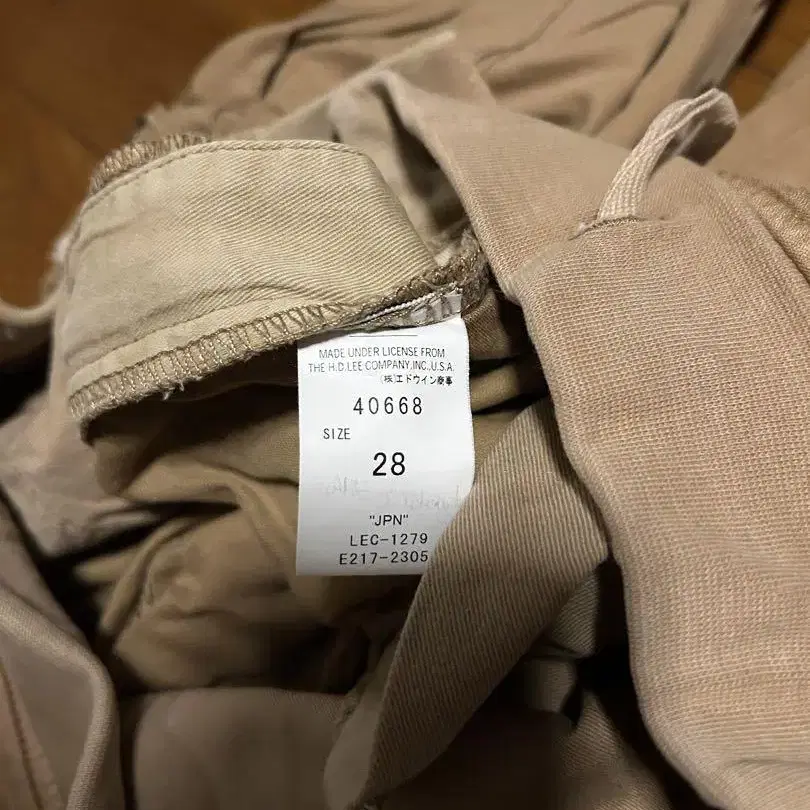 MADE UNDER LICENSE FROM
THE H.D.LEE COMPANY,INC.,U.S.A.
(株)エドウイン商事
40668
SIZE
28
"JPN"
LEC-1279
E217-2305